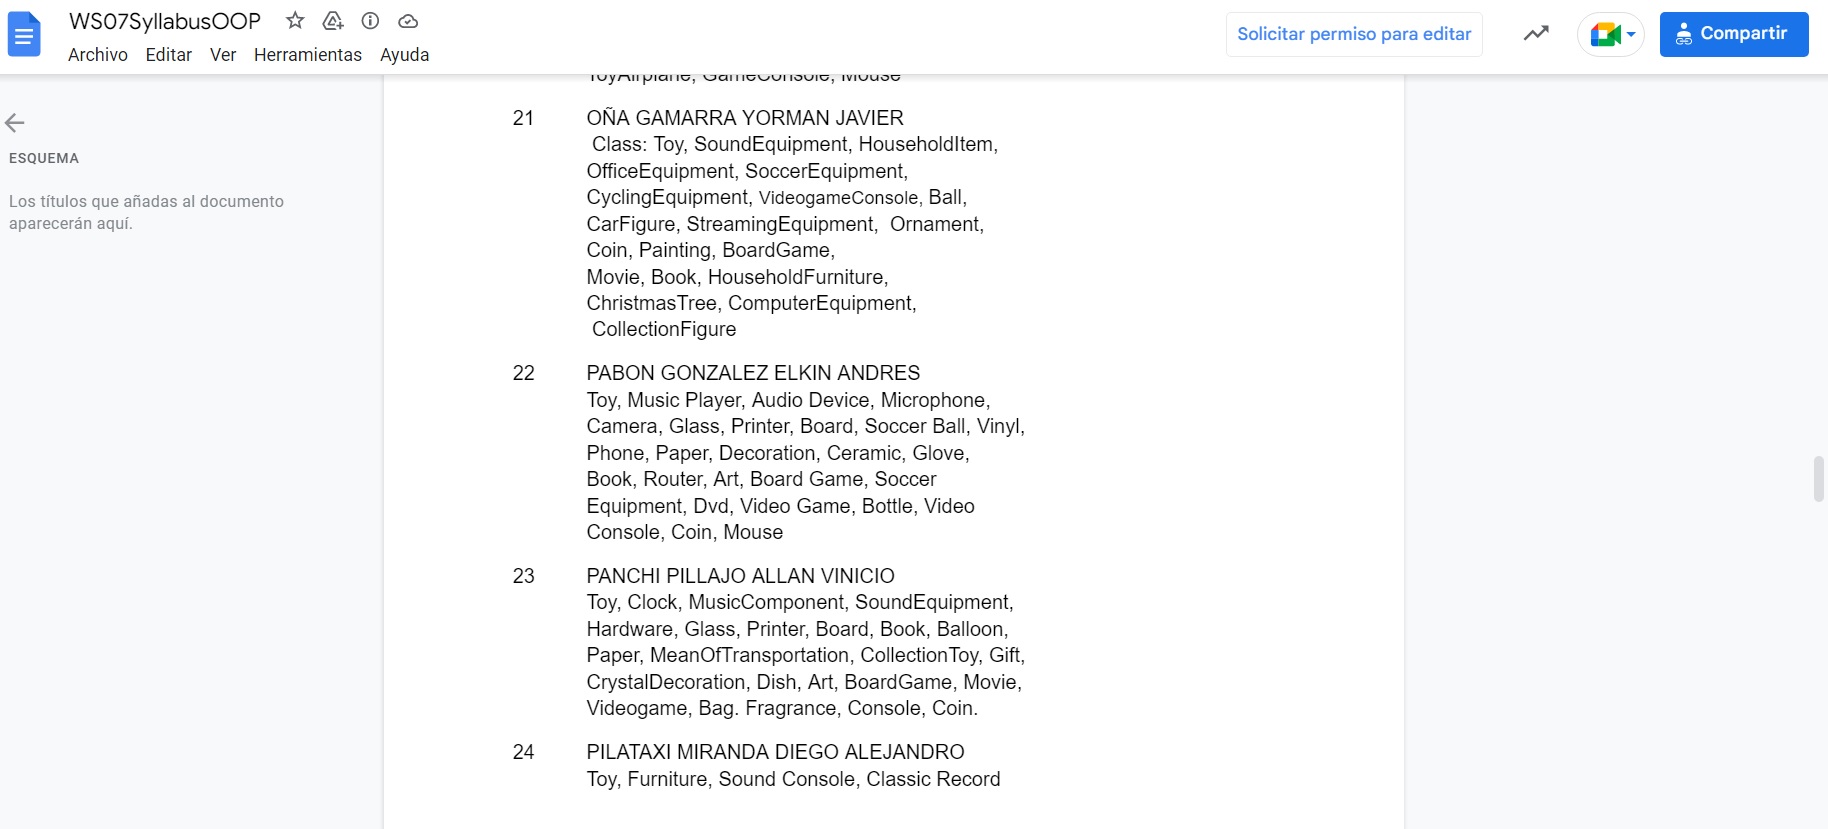 WS07SyllabusOOP
Solicitar permiso para editar
Compartir
Archivo Editar Ver Herramientas Ayuda
ToyAirplane, GameConsole, Mouse
ESQUEMA
Los títulos que añadas al documento
aparecerán aquí.
21 OÑA GAMARRA YORMAN JAVIER
Class: Toy, SoundEquipment, HouseholdItem,
OfficeEquipment, SoccerEquipment,
CyclingEquipment, VideogameConsole, Ball,
CarFigure, StreamingEquipment, Ornament,
Coin, Painting, BoardGame,
Movie, Book, HouseholdFurniture,
ChristmasTree, ComputerEquipment,
CollectionFigure
22 PABON GONZALEZ ELKIN ANDRES
Toy, Music Player, Audio Device, Microphone,
Camera, Glass, Printer, Board, Soccer Ball, Vinyl,
Phone, Paper, Decoration, Ceramic, Glove,
Book, Router, Art, Board Game, Soccer
Equipment, Dvd, Video Game, Bottle, Video
Console, Coin, Mouse
23 PANCHI PILLAJO ALLAN VINICIO
Toy, Clock, MusicComponent, SoundEquipment,
Hardware, Glass, Printer, Board, Book, Balloon,
Paper, MeanOfTransportation, CollectionToy, Gift,
CrystalDecoration, Dish, Art, BoardGame, Movie,
Videogame, Bag. Fragrance, Console, Coin.
24 PILATAXI MIRANDA DIEGO ALEJANDRO
Toy, Furniture, Sound Console, Classic Record